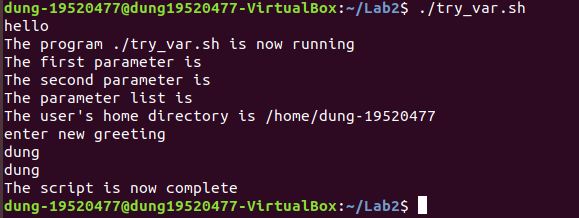 dung-19520477@dung19520477-VirtualBox:~/Lab2$ ./try_var.sh
hello
The program ./try_var.sh is now running
The first parameter is
The second parameter is
The parameter list is
The user's home directory is /home/dung-19520477
enter new greeting
dung
dung
The script is now complete
dung-19520477@dung19520477-VirtualBox:~/Lab2$